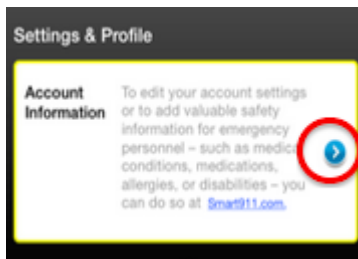 Settings & Profile
Account
Information
To edit your account settings
or to add valuable safety
information for emergency
personnel – such as medical
conditions, medications,
allergies, or disabilities – you
can do so at Smart911.com.